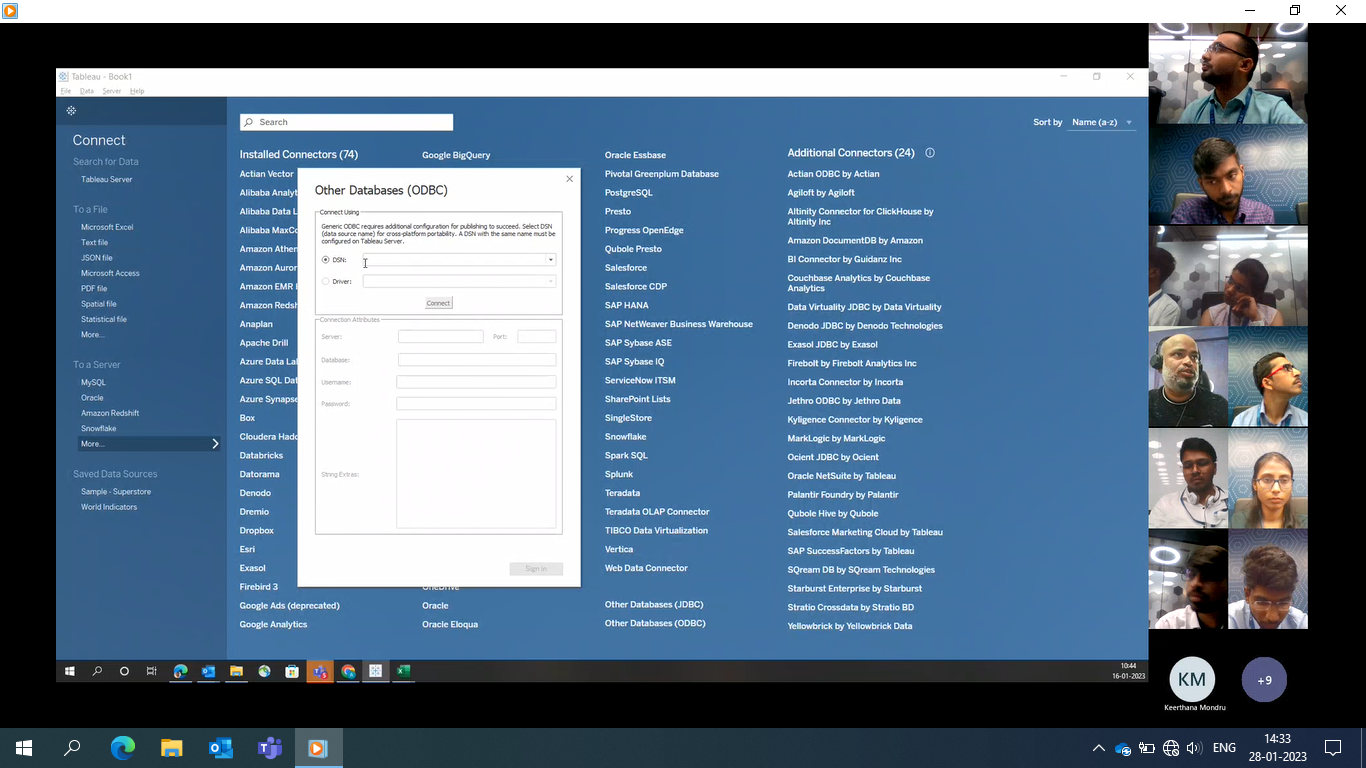 Tableau - Book1
File Data Server Help
Connect
Search for Data
Tableau Server
To a File
Microsoft Excel
Text file
JSON file
Microsoft Access
PDF file
Spatial file
Statistical file
More...
To a Server
MySQL
Oracle
Amazon Redshift
Snowflake
More...
Saved Data Sources
Sample - Superstore
World Indicators
Search
Sort by Name (a-z)
Installed Connectors (74)
Actian Vector
Alibaba Analyt
Alibaba Data L
Alibaba MaxCo
Amazon Athen
Amazon Auror
Amazon EMR
Amazon Redsh
Anaplan
Apache Drill
Azure Data La
Azure SQL Dat
Azure Synapse
Box
Cloudera Hado
Databricks
Datorama
Denodo
Dremio
Dropbox
Esri
Exasol
Firebird 3
Google Ads (deprecated)
Google Analytics
Google BigQuery
OneDrive
Oracle
Oracle Eloqua
Other Databases (ODBC)
Connect Using
Generic ODBC requires additional configuration for publishing to succeed. Select DSN
(data source name) for cross-platform portability. A DSN with the same name must be
configured on Tableau Server.
DSN:
Driver:
Connect
Connection Attributes
Server: Port:
Database:
Username:
Password:
String Extras:
Sign In
Oracle Essbase
Pivotal Greenplum Database
PostgreSQL
Presto
Progress OpenEdge
Qubole Presto
Salesforce
Salesforce CDP
SAP HANA
SAP NetWeaver Business Warehouse
SAP Sybase ASE
SAP Sybase IQ
ServiceNow ITSM
SharePoint Lists
SingleStore
Snowflake
Spark SQL
Splunk
Teradata
Teradata OLAP Connector
TIBCO Data Virtualization
Vertica
Web Data Connector
Other Databases (JDBC)
Other Databases (ODBC)
Additional Connectors (24)
Actian ODBC by Actian
Agiloft by Agiloft
Altinity Connector for ClickHouse by
Altinity Inc
Amazon DocumentDB by Amazon
BI Connector by Guidanz Inc
Couchbase Analytics by Couchbase
Analytics
Data Virtuality JDBC by Data Virtuality
Denodo JDBC by Denodo Technologies
Exasol JDBC by Exasol
Firebolt by Firebolt Analytics Inc
Incorta Connector by Incorta
Jethro ODBC by Jethro Data
Kyligence Connector by Kyligence
MarkLogic by MarkLogic
Ocient JDBC by Ocient
Oracle NetSuite by Tableau
Palantir Foundry by Palantir
Qubole Hive by Qubole
Salesforce Marketing Cloud by Tableau
SAP SuccessFactors by Tableau
SQream DB by SQream Technologies
Starburst Enterprise by Starburst
Stratio Crossdata by Stratio BD
Yellowbrick by Yellowbrick Data
10:44
16-01-2023
KM
Keerthana Mondru
+9
ENG
14:33
28-01-2023